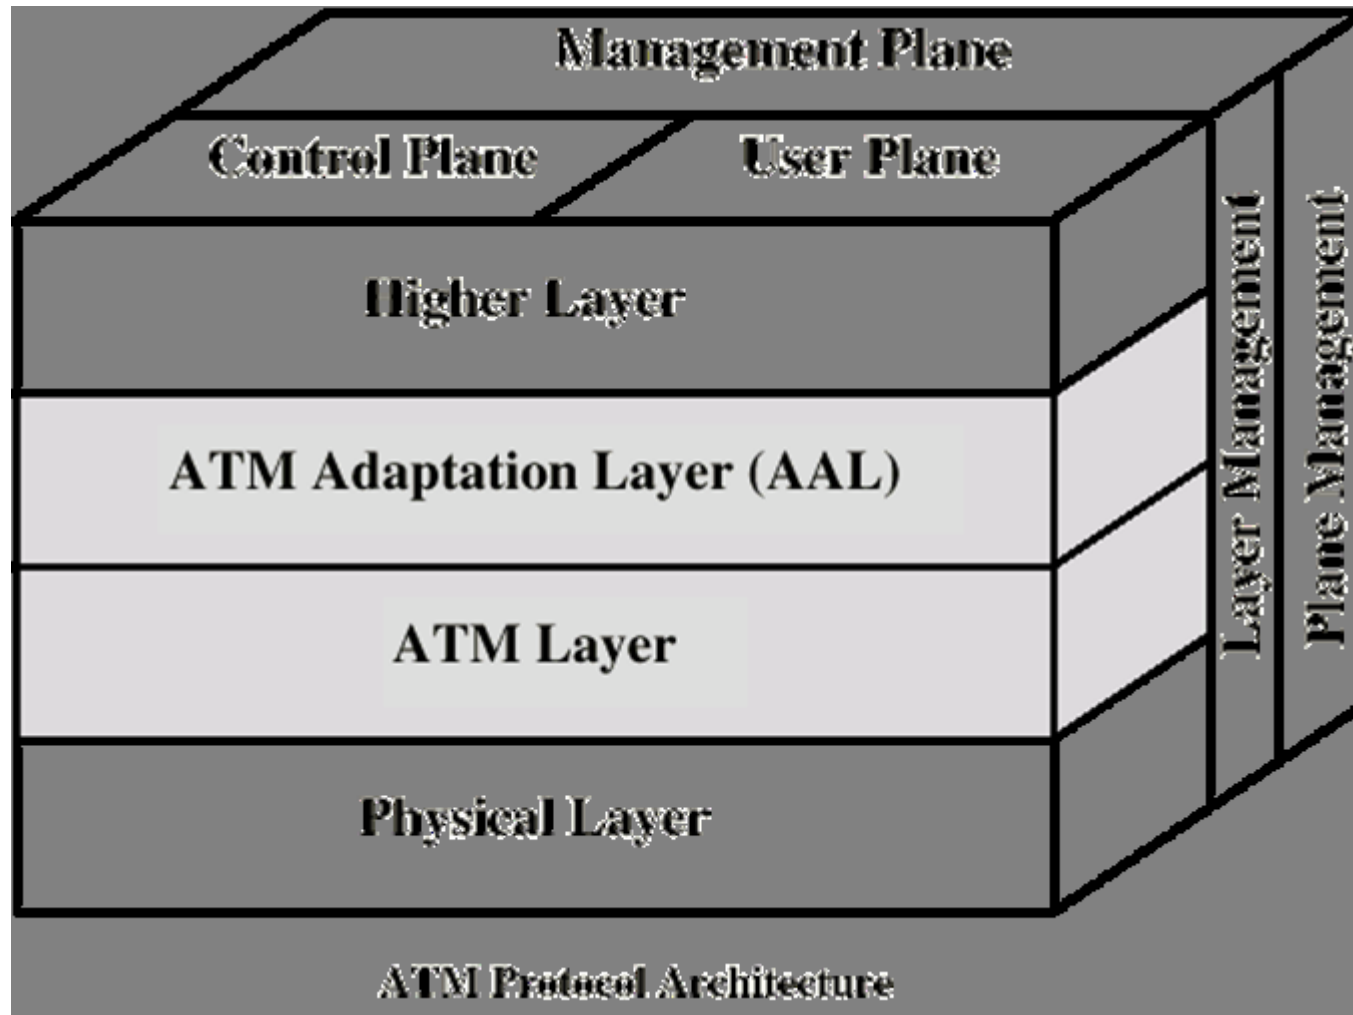 Management Plane
Control Plane
User Plane
Higher Layer
ATM Adaptation Layer (AAL)
ATM Layer
Physical Layer
Layer Management
Plane Management
ATM Protocol Architecture